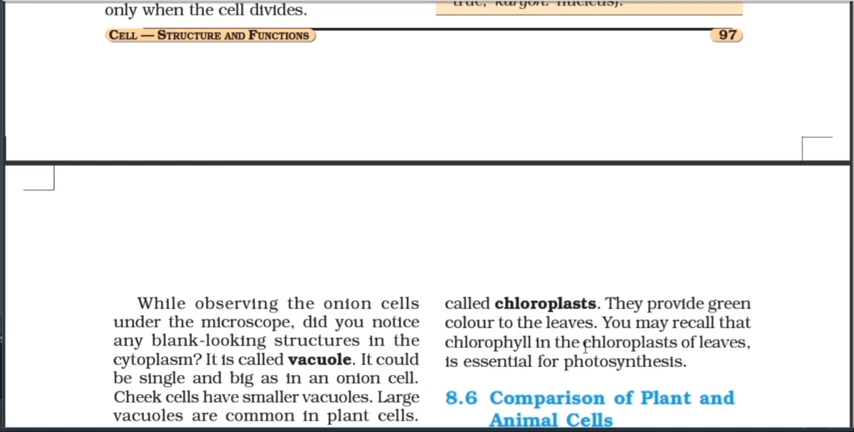 only when the cell divides.
true, karyon: nucleus).
CELL — STRUCTURE AND FUNCTIONS
97
While observing the onion cells
under the microscope, did you notice
any blank-looking structures in the
cytoplasm? It is called vacuole. It could
be single and big as in an onion cell.
Cheek cells have smaller vacuoles. Large
vacuoles are common in plant cells.
called chloroplasts. They provide green
colour to the leaves. You may recall that
chlorophyll in the chloroplasts of leaves,
is essential for photosynthesis.
8.6 Comparison of Plant and
Animal Cells